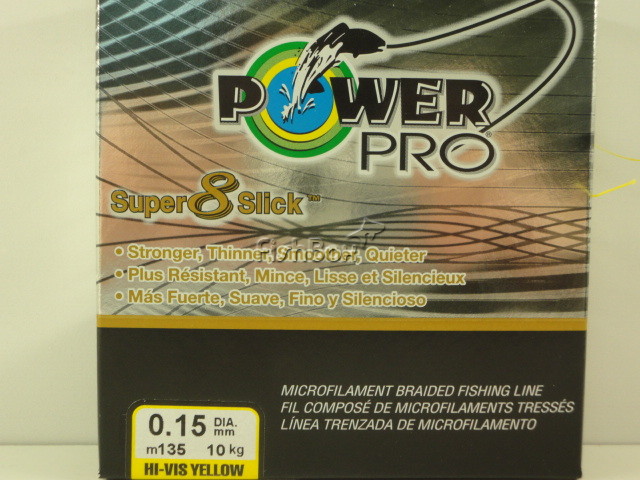 POWER
PRO®
Super 8 Slick™
• Stronger, Thinner, Smoother, Quieter
• Plus Résistant, Mince, Lisse et Silencieux
• Más Fuerte, Suave, Fino y Silencioso
MICROFILAMENT BRAIDED FISHING LINE
FIL COMPOSÉ DE MICROFILAMENTS TRESSÉS
LÍNEA TRENZADA DE MICROFILAMENTO
0.15 DIA. mm
m135 10 kg
HI-VIS YELLOW